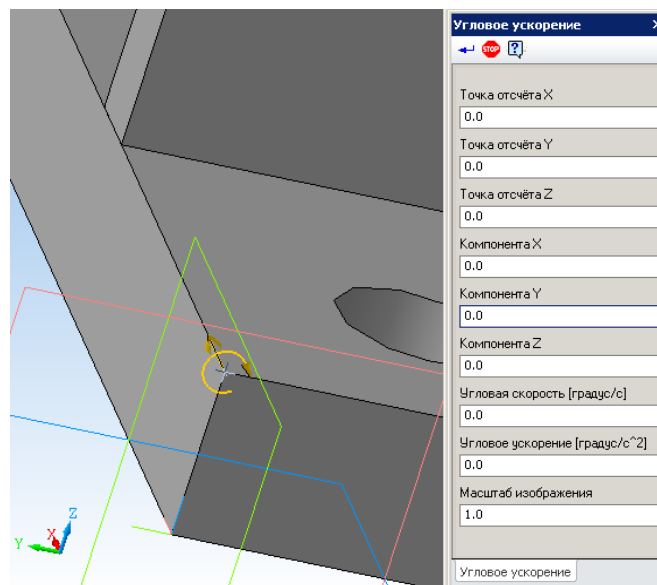 Угловое ускорение
STOP ?
Точка отсчёта X
0.0
Точка отсчёта Y
0.0
Точка отсчёта Z
0.0
Компонента X
0.0
Компонента Y
0.0
Компонента Z
0.0
Угловая скорость [градус/с]
0.0
Угловое ускорение [градус/с^2]
0.0
Масштаб изображения
1.0
Угловое ускорение
Z
X
Y